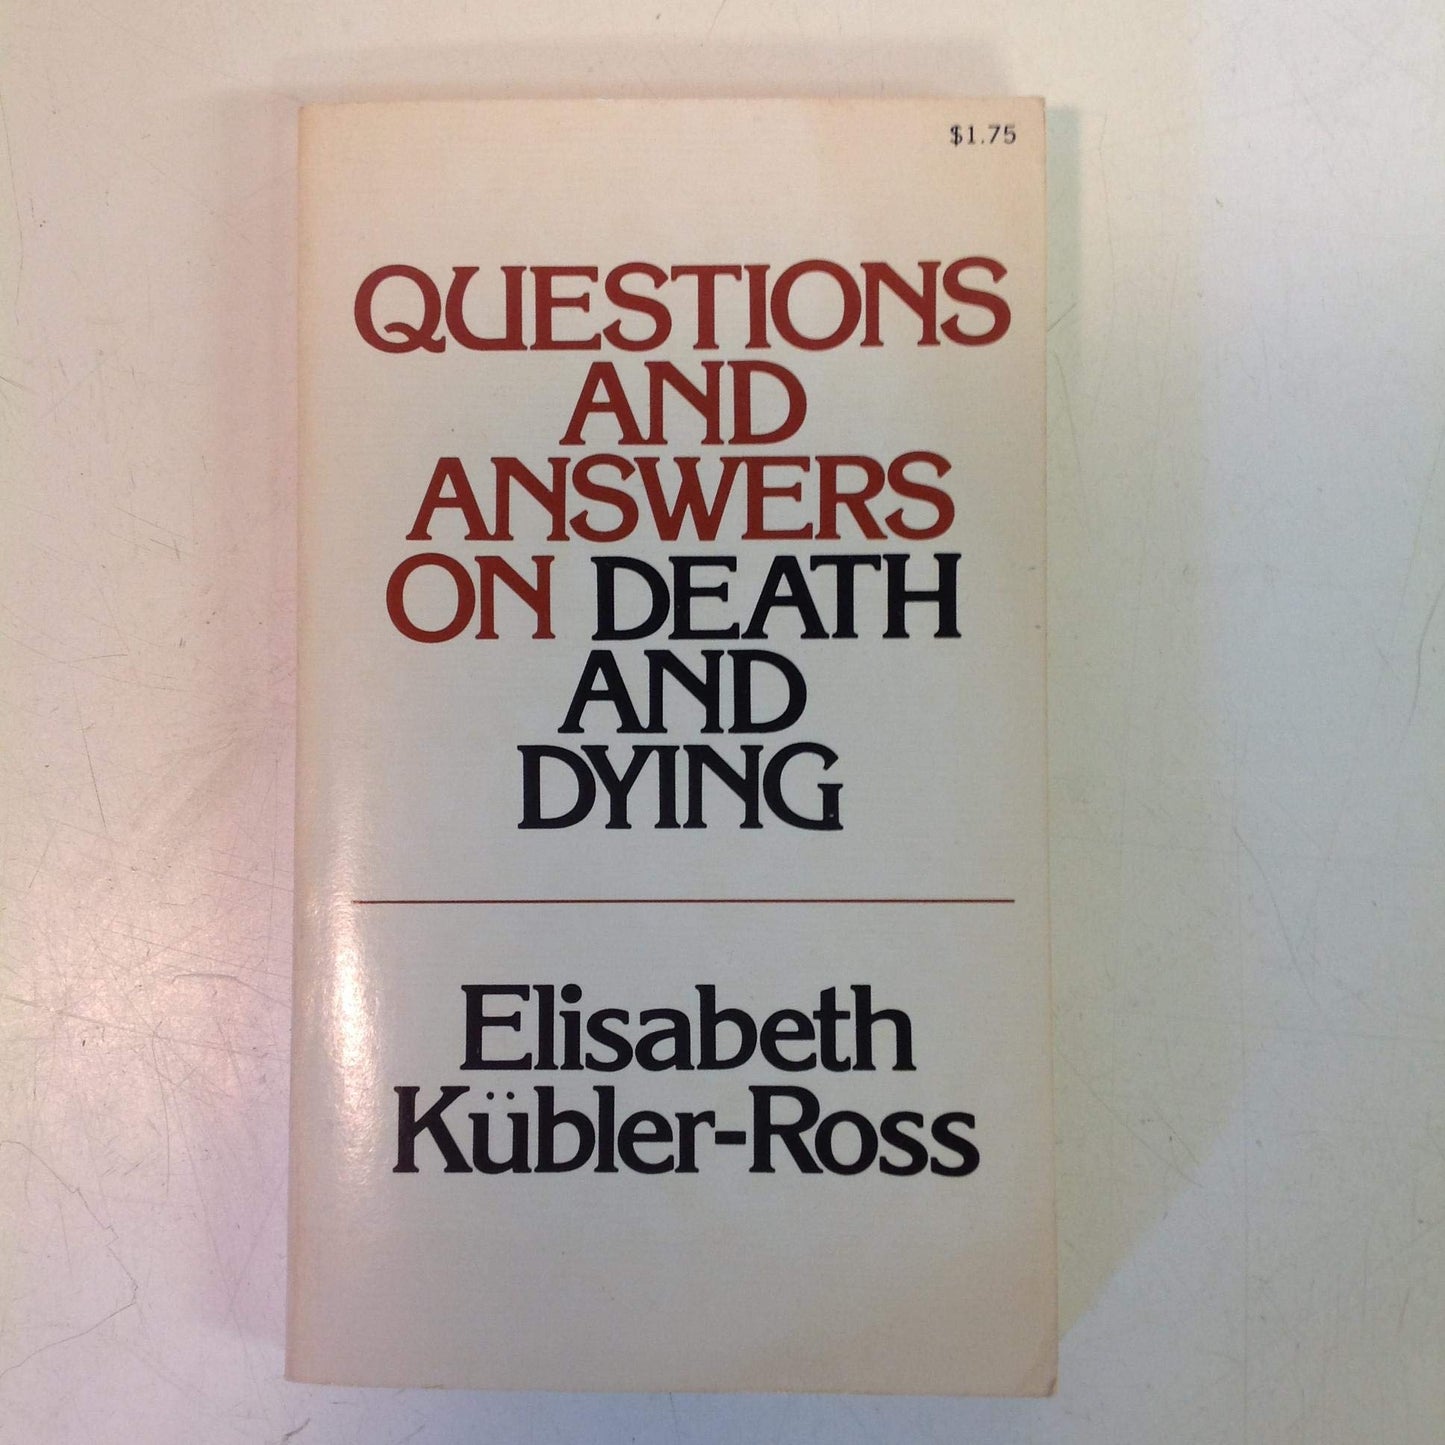 $1.75
QUESTIONS
AND
ANSWERS
ON DEATH
AND
DYING
Elisabeth
Kübler-Ross